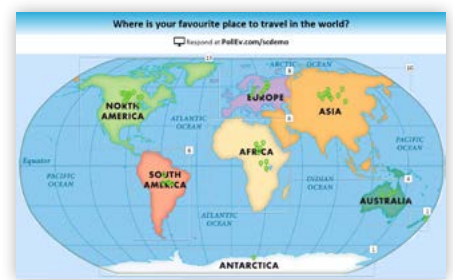 Where is your favourite place to travel in the world?
Respond at PollEv.com/scdemo
ARCTIC OCEAN
NORTH
AMERICA
EUROPE
ASIA
ATLANTIC
OCEAN
PACIFIC
OCEAN
AFRICA
Equator
PACIFIC
OCEAN
SOUTH
AMERICA
INDIAN
OCEAN
AUSTRALIA
ATLANTIC
OCEAN
ANTARCTICA